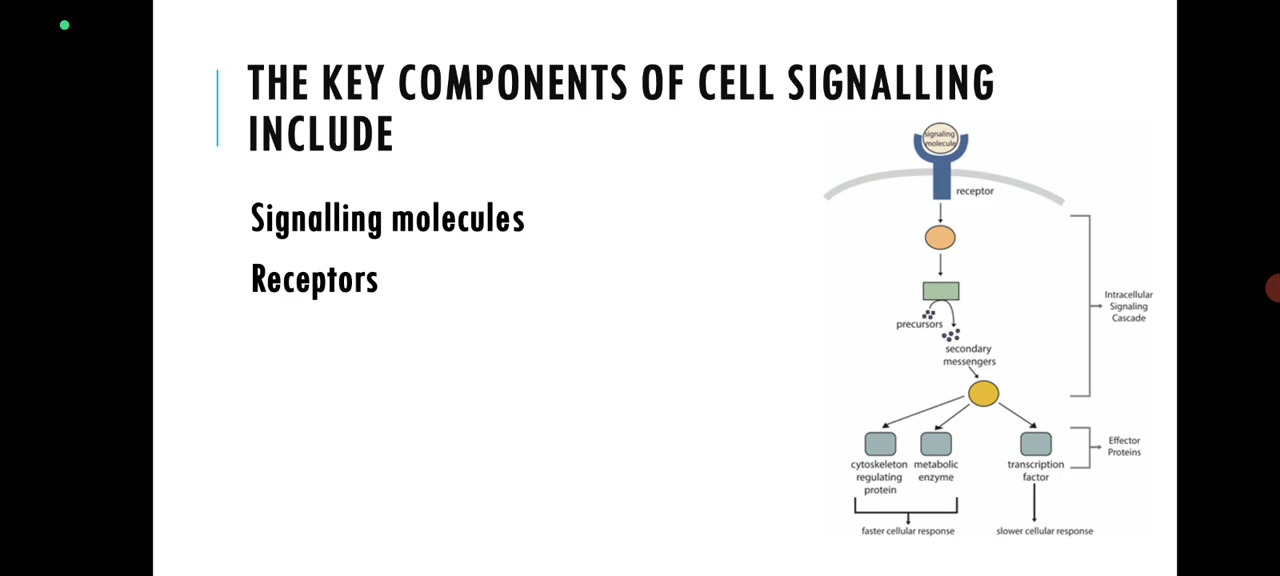 THE KEY COMPONENTS OF CELL SIGNALLING
INCLUDE
Signalling molecules
Receptors
signaling
molecule
receptor
precursors
secondary
messengers
Intracellular
Signaling
Cascade
cytoskeleton
regulating
protein
metabolic
enzyme
transcription
factor
Effector
Proteins
faster cellular response
slower cellular response